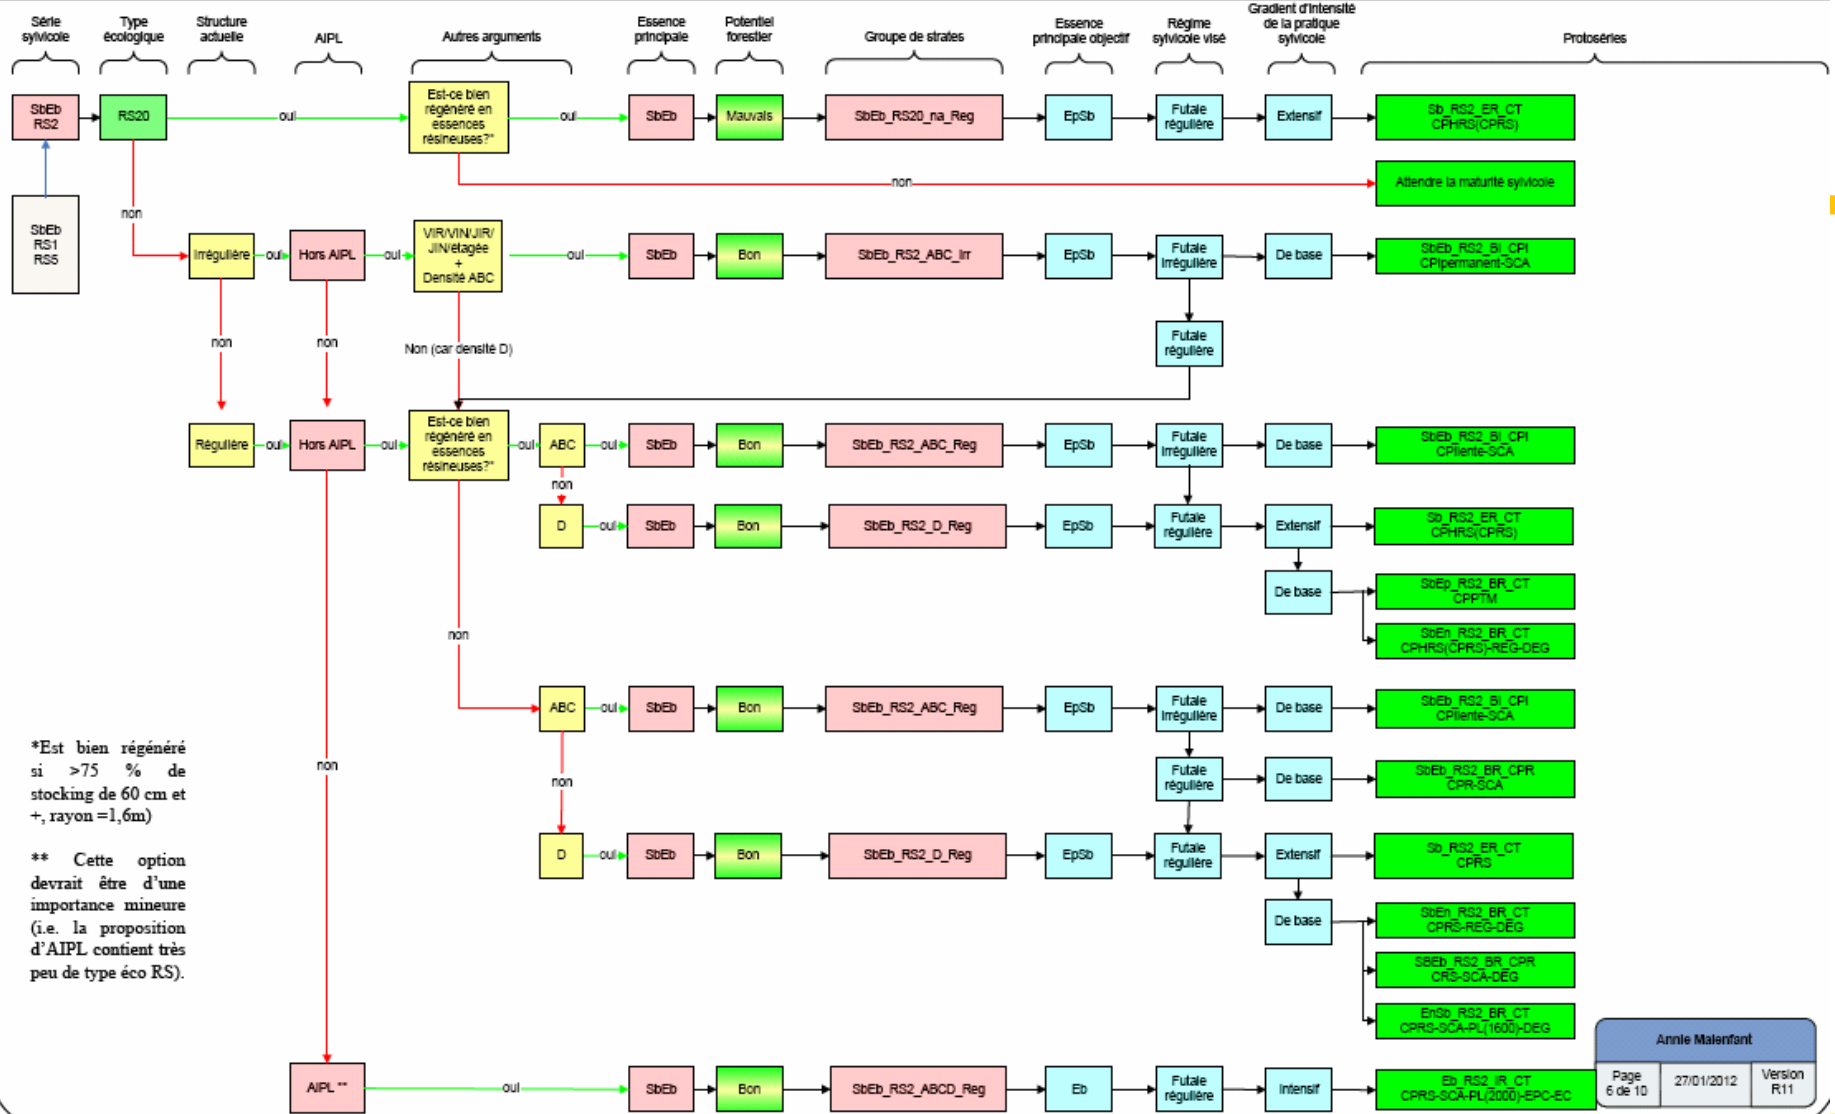 Série
sylvicole
Type
écologique
Structure
actuelle
AIPL
Autres arguments
Essence
principale
Potentiel
forestier
Groupe de strates
Essence
principale objectif
Régime
sylvicole visé
Gradient d'intensité
de la pratique
sylvicole
Protoséries
SbEb
RS2
RS20
oui
Est-ce bien
régénéré en
essences
résineuses?*
oui
SbEb
Mauvais
SbEb_RS20_na_Reg
EpSb
Futaie
régulière
Extensif
Sb_RS2_ER_CT
CPHRS(CPRS)
non
Attendre la maturité sylvicole
SbEb
RS1
RS5
non
Irrégulière
oui
Hors AIPL
oui
VIR/VIN/JIR/
JIN/étagée
+
Densité ABC
oui
SbEb
Bon
SbEb_RS2_ABC_Irr
EpSb
Futaie
Irrégulière
De base
SbEb_RS2_BI_CPI
CPIpermanent-SCA
non
non
Non (car densité D)
Futaie
régulière
Régulière
oui
Hors AIPL
oui
Est-ce bien
régénéré en
essences
résineuses?*
oui
ABC
oui
SbEb
Bon
SbEb_RS2_ABC_Reg
EpSb
Futaie
Irrégulière
De base
SbEb_RS2_BI_CPI
CPIlente-SCA
non
D
oui
SbEb
Bon
SbEb_RS2_D_Reg
EpSb
Futaie
régulière
Extensif
Sb_RS2_ER_CT
CPHRS(CPRS)
De base
SbEp_RS2_BR_CT
CPPTM
SbEn_RS2_BR_CT
CPHRS(CPRS)-REG-DEG
non
ABC
oui
SbEb
Bon
SbEb_RS2_ABC_Reg
EpSb
Futaie
Irrégulière
De base
SbEb_RS2_BI_CPI
CPIlente-SCA
non
Futaie
régulière
De base
SbEb_RS2_BR_CPR
CPR-SCA
D
oui
SbEb
Bon
SbEb_RS2_D_Reg
EpSb
Futaie
régulière
Extensif
Sb_RS2_ER_CT
CPRS
De base
SbEn_RS2_BR_CT
CPRS-REG-DEG
SBEb_RS2_BR_CPR
CRS-SCA-DEG
EnSb_RS2_BR_CT
CPRS-SCA-PL(1600)-DEG
non
*Est bien régénéré
si >75 % de
stocking de 60 cm et
+, rayon =1,6m)
** Cette option
devrait être d'une
importance mineure
(i.e. la proposition
d'AIPL contient très
peu de type éco RS).
AIPL **
oui
SbEb
Bon
SbEb_RS2_ABCD_Reg
Eb
Futaie
régulière
Intensif
Eb_RS2_IR_CT
CPRS-SCA-PL(2000)-EPC-EC
Annie Malenfant
Page
6 de 10
27/01/2012
Version
R11